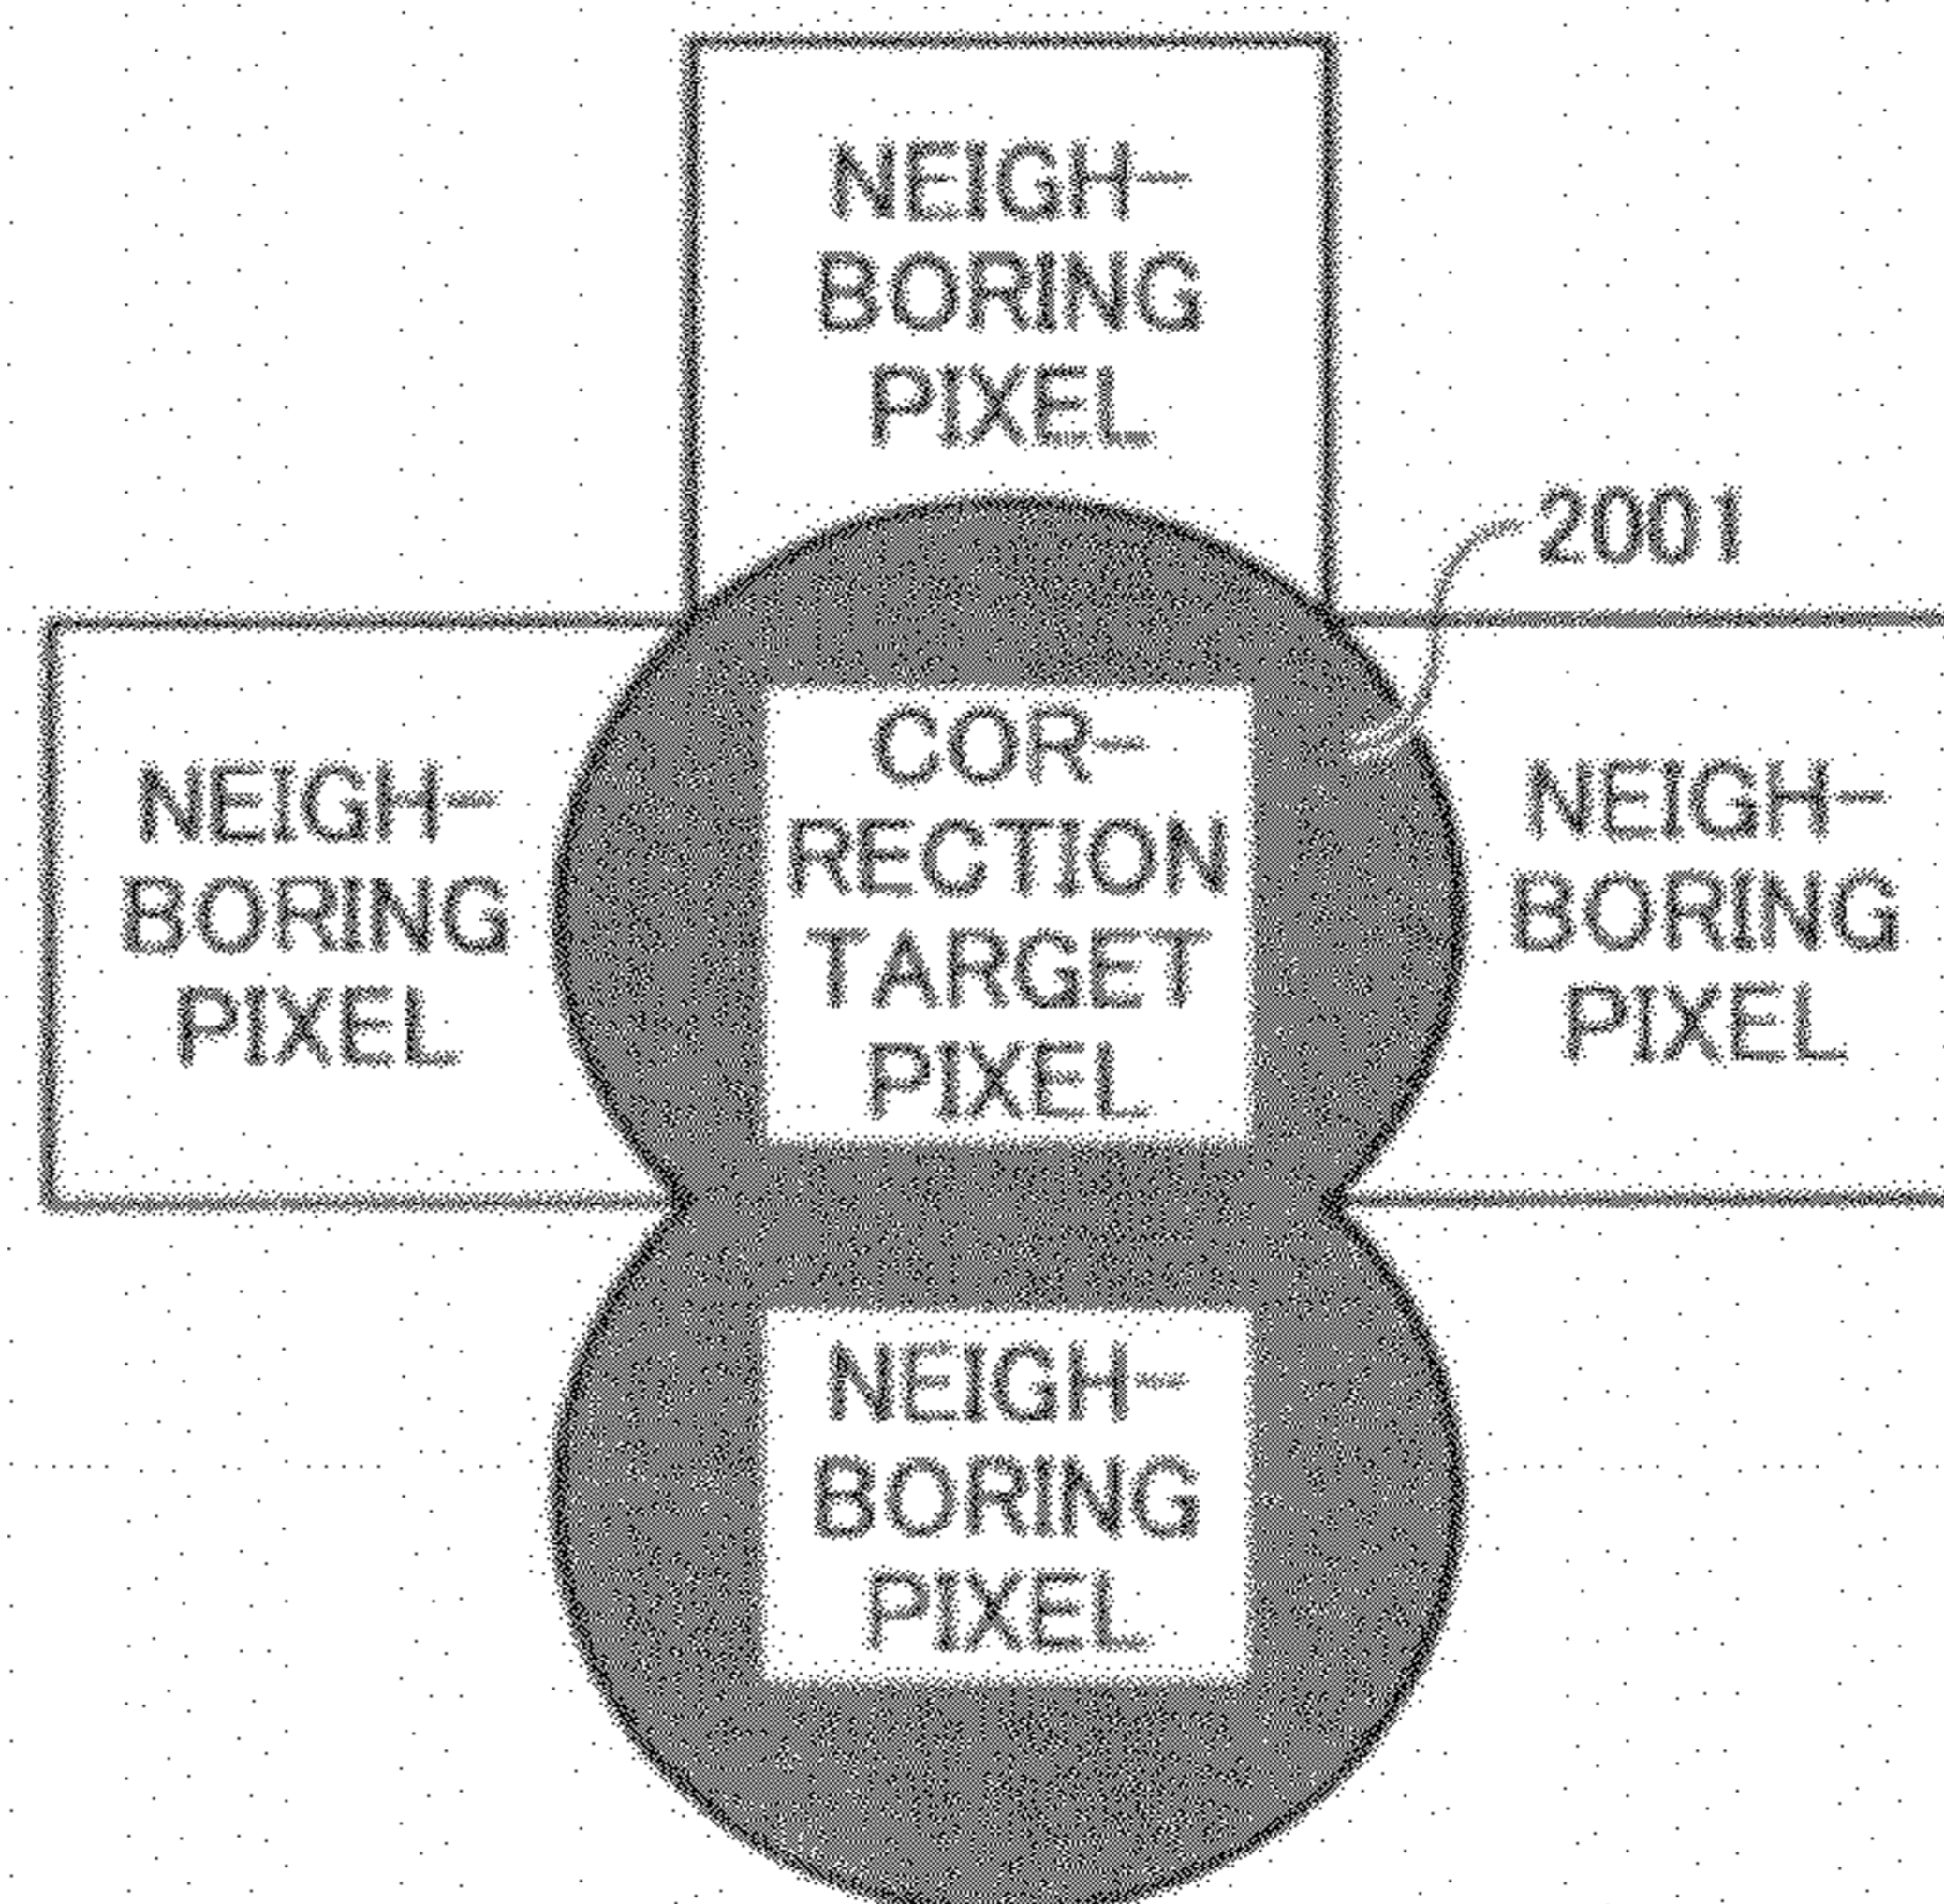 NEIGH-
BORING
PIXEL
2001
NEIGH-
BORING
PIXEL
COR-
RECTION
TARGET
PIXEL
NEIGH-
BORING
PIXEL
NEIGH-
BORING
PIXEL